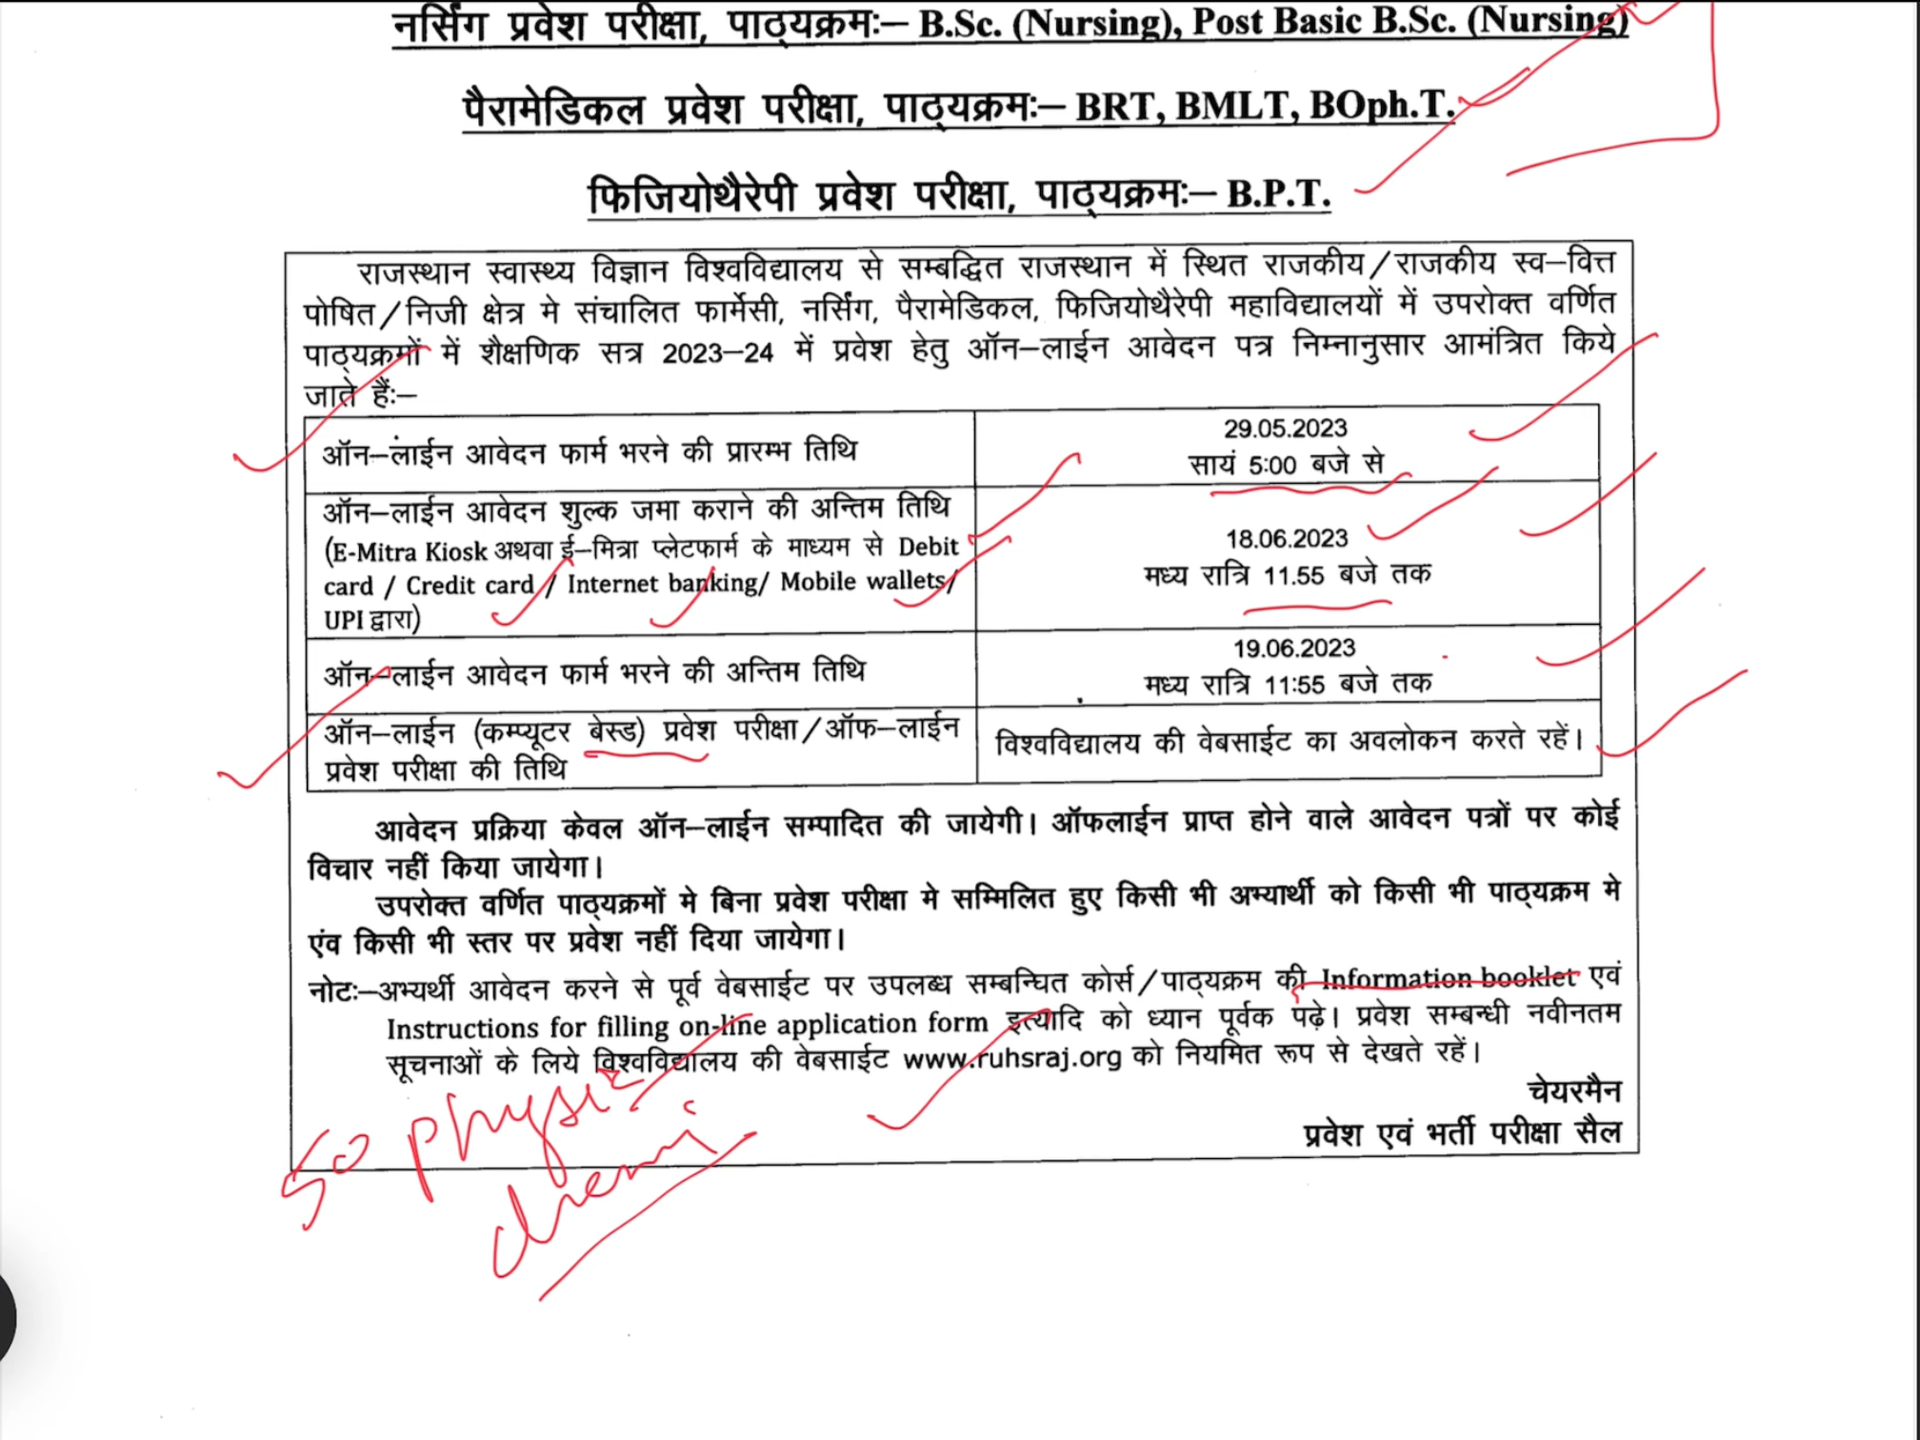 नर्सिंग प्रवेश परीक्षा, पाठ्यक्रमः– B.Sc. (Nursing), Post Basic B.Sc. (Nursing)
पैरामेडिकल प्रवेश परीक्षा, पाठ्यक्रमः– BRT, BMLT, BOph.T.
फिजियोथैरेपी प्रवेश परीक्षा, पाठ्यक्रमः– B.P.T.
राजस्थान स्वास्थ्य विज्ञान विश्वविद्यालय से सम्बद्धित राजस्थान में स्थित राजकीय/राजकीय स्व–वित्त
पोषित/निजी क्षेत्र मे संचालित फार्मेसी, नर्सिंग, पैरामेडिकल, फिजियोथैरेपी महाविद्यालयों में उपरोक्त वर्णित
पाठ्यक्रमों में शैक्षणिक सत्र 2023–24 में प्रवेश हेतु ऑन–लाईन आवेदन पत्र निम्नानुसार आमंत्रित किये
जाते हैंः–
ऑन–लाईन आवेदन फार्म भरने की प्रारम्भ तिथि
29.05.2023
सायं 5:00 बजे से
ऑन–लाईन आवेदन शुल्क जमा कराने की अन्तिम तिथि
(E-Mitra Kiosk अथवा ई–मित्रा प्लेटफार्म के माध्यम से Debit
card / Credit card / Internet banking/ Mobile wallets/
UPI द्वारा)
18.06.2023
मध्य रात्रि 11.55 बजे तक
ऑन–लाईन आवेदन फार्म भरने की अन्तिम तिथि
19.06.2023
मध्य रात्रि 11:55 बजे तक
ऑन–लाईन (कम्प्यूटर बेस्ड) प्रवेश परीक्षा/ऑफ–लाईन
प्रवेश परीक्षा की तिथि
विश्वविद्यालय की वेबसाईट का अवलोकन करते रहें।
आवेदन प्रक्रिया केवल ऑन–लाईन सम्पादित की जायेगी। ऑफलाईन प्राप्त होने वाले आवेदन पत्रों पर कोई
विचार नहीं किया जायेगा।
उपरोक्त वर्णित पाठ्यक्रमों मे बिना प्रवेश परीक्षा मे सम्मिलित हुए किसी भी अभ्यार्थी को किसी भी पाठ्यक्रम मे
एंव किसी भी स्तर पर प्रवेश नहीं दिया जायेगा।
नोटः–अभ्यर्थी आवेदन करने से पूर्व वेबसाईट पर उपलब्ध सम्बन्धित कोर्स/पाठ्यक्रम की Information booklet एवं
Instructions for filling on-line application form इत्यादि को ध्यान पूर्वक पंढ़े। प्रवेश सम्बन्धी नवीनतम
सूचनाओं के लिये विश्वविद्यालय की वेबसाईट www.ruhsraj.org को नियमित रूप से देखते रहें।
चेयरमैन
प्रवेश एवं भर्ती परीक्षा सैल
50 physi
chemi